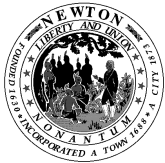 NEWTON
LIBERTY AND UNION
NONANTUM
FOUNDED 1630
INCORPORATED A TOWN 1688
A CITY 1873